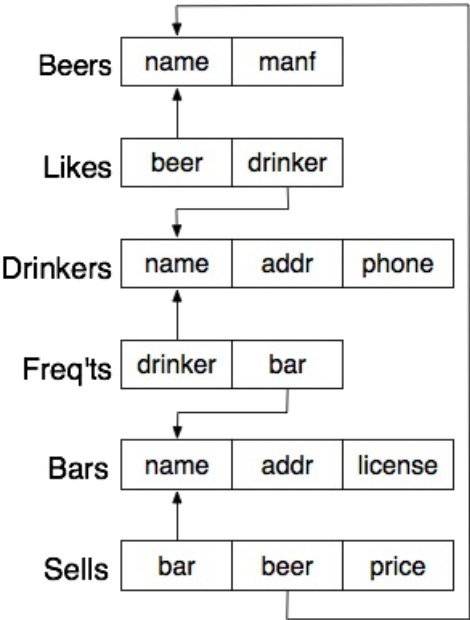 Beers name manf
Likes beer drinker
Drinkers name addr phone
Freq'ts drinker bar
Bars name addr license
Sells bar beer price